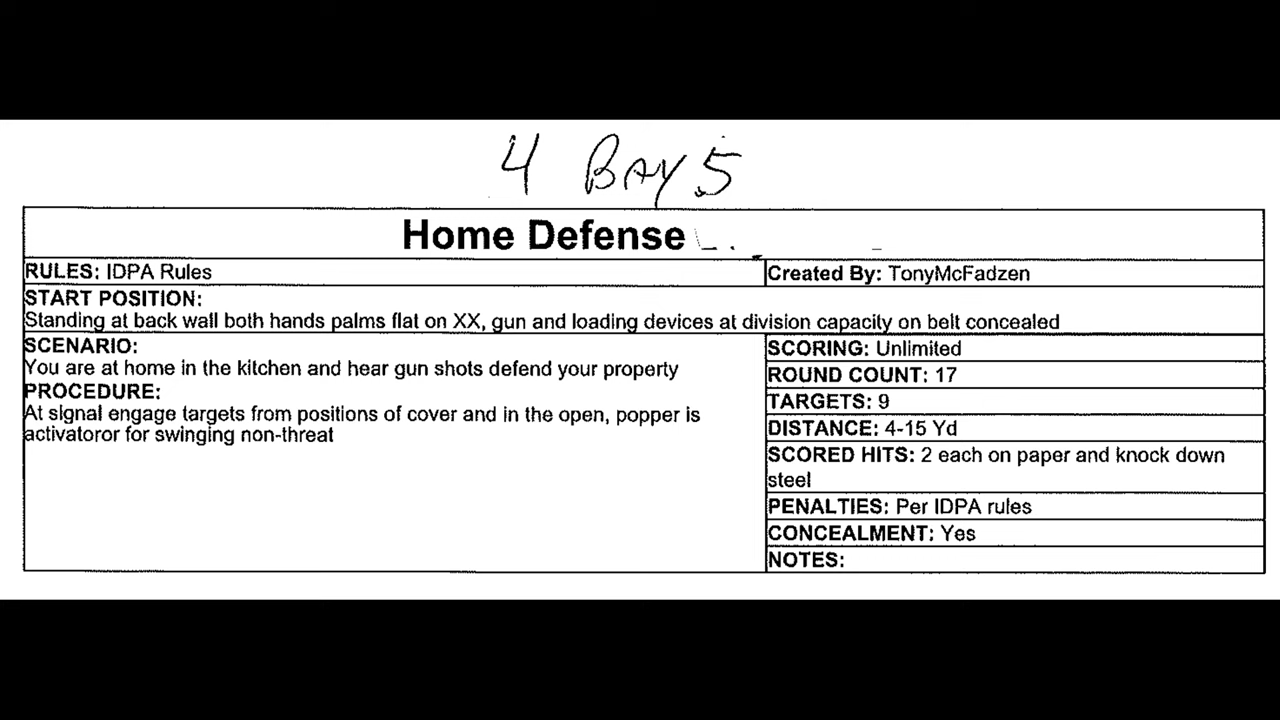 4 BAY 5
Home Defense
RULES: IDPA Rules
Created By: TonyMcFadzen
START POSITION:
Standing at back wall both hands palms flat on XX, gun and loading devices at division capacity on belt concealed
SCENARIO:
You are at home in the kitchen and hear gun shots defend your property
PROCEDURE:
At signal engage targets from positions of cover and in the open, popper is
activatoror for swinging non-threat
SCORING: Unlimited
ROUND COUNT: 17
TARGETS: 9
DISTANCE: 4-15 Yd
SCORED HITS: 2 each on paper and knock down
steel
PENALTIES: Per IDPA rules
CONCEALMENT: Yes
NOTES: